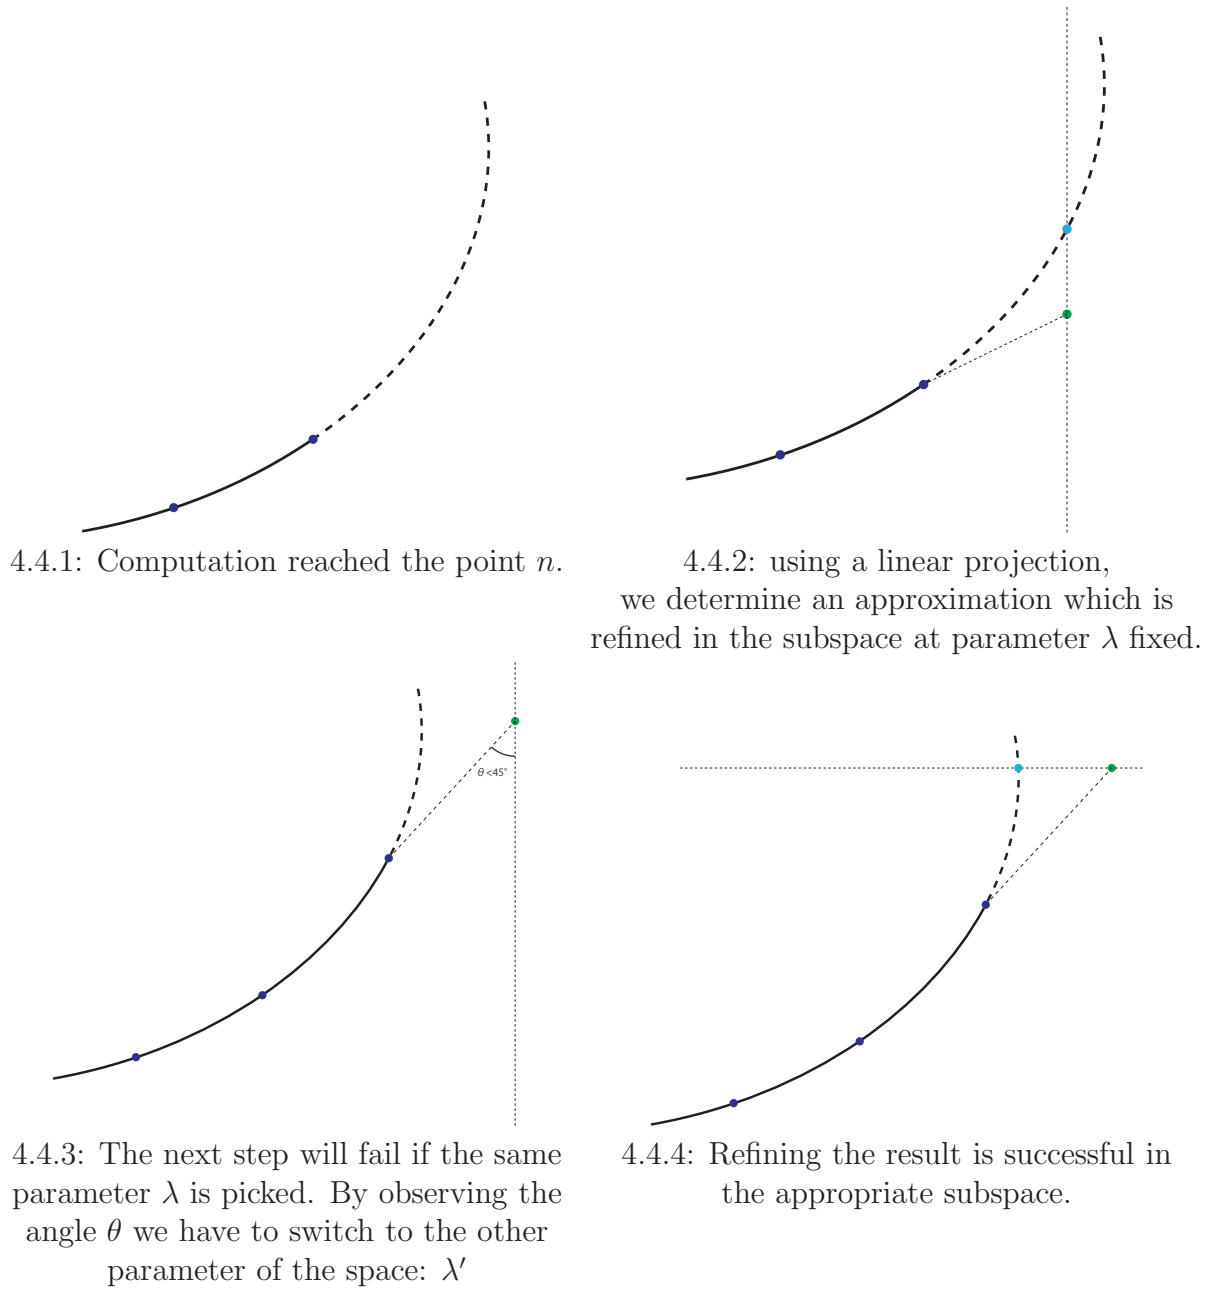 4.4.1: Computation reached the point n.
4.4.2: using a linear projection,
we determine an approximation which is
refined in the subspace at parameter λ fixed.
θ<45°
4.4.3: The next step will fail if the same
parameter λ is picked. By observing the
angle θ we have to switch to the other
parameter of the space: λ′
4.4.4: Refining the result is successful in
the appropriate subspace.